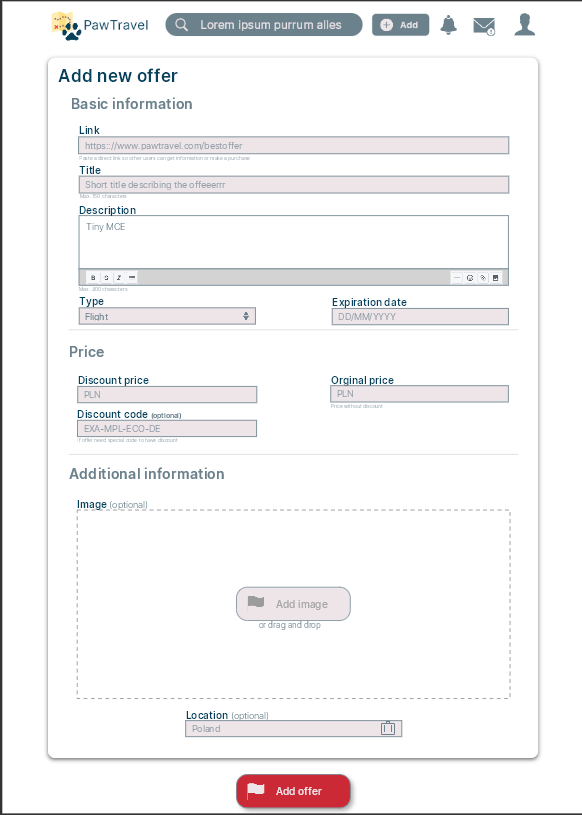 PawTravel
Lorem ipsum purrum alies
Add
Add new offer
Basic information
Link
https:://www.pawtravel.com/bestoffer
Paste a direct link so other users can get information or make a purchase
Title
Short title describing the offeeerrr
Max. 150 characters
Description
Tiny MCE
B S I
Max. 400 characters
Type
Expiration date
Flight
DD/MM/YYYY
Price
Discount price
Orginal price
PLN
PLN
Price without discount
Discount code (optional)
EXA-MPL-ECO-DE
If offer need special code to have discount
Additional information
Image (optional)
Add image
or drag and drop
Location (optional)
Poland
Add offer